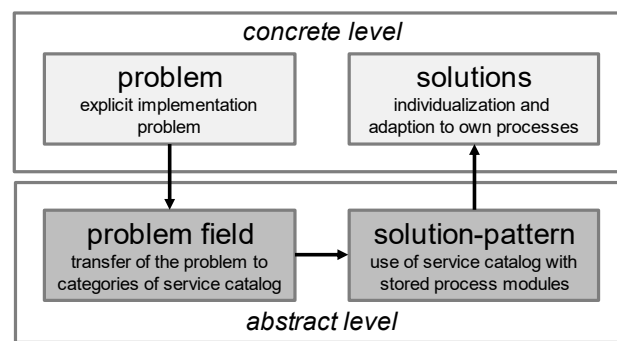 concrete level
problem
explicit implementation
problem
solutions
individualization and
adaption to own processes
problem field
transfer of the problem to
categories of service catalog
solution-pattern
use of service catalog with
stored process modules
abstract level